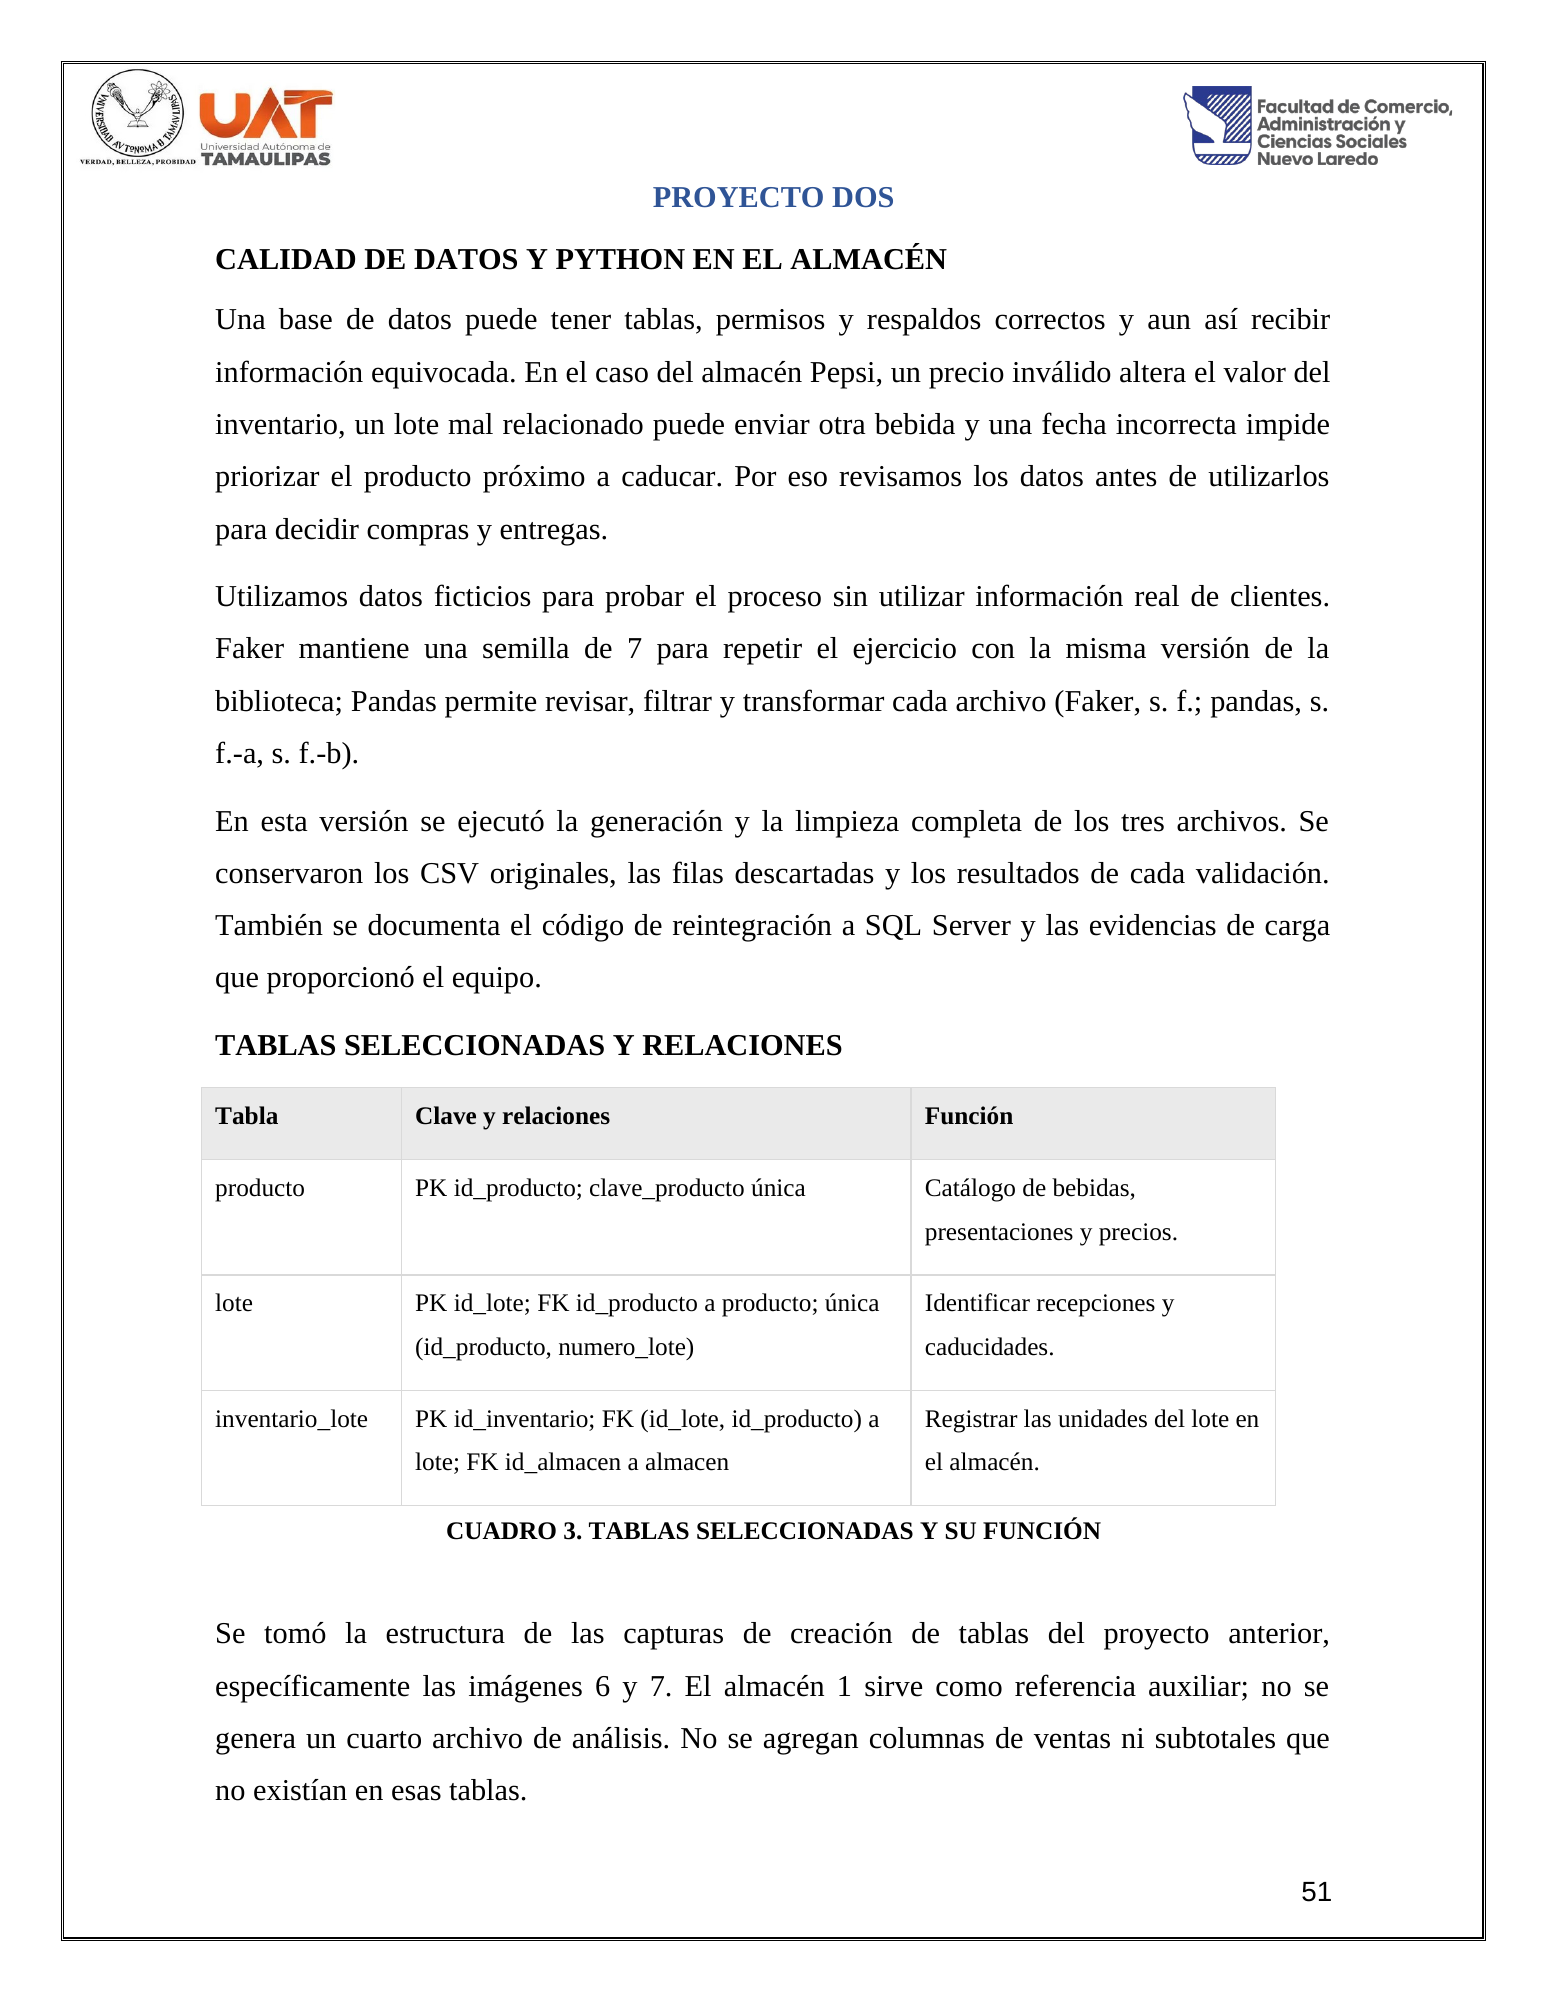 UNIVERSIDAD AUTONOMA DE TAMAULIPAS
VERDAD, BELLEZA, PROBIDAD
UAT
Universidad Autónoma de
TAMAULIPAS
Facultad de Comercio,
Administración y
Ciencias Sociales
Nuevo Laredo
PROYECTO DOS
CALIDAD DE DATOS Y PYTHON EN EL ALMACÉN
Una base de datos puede tener tablas, permisos y respaldos correctos y aun así recibir
información equivocada. En el caso del almacén Pepsi, un precio inválido altera el valor del
inventario, un lote mal relacionado puede enviar otra bebida y una fecha incorrecta impide
priorizar el producto próximo a caducar. Por eso revisamos los datos antes de utilizarlos
para decidir compras y entregas.
Utilizamos datos ficticios para probar el proceso sin utilizar información real de clientes.
Faker mantiene una semilla de 7 para repetir el ejercicio con la misma versión de la
biblioteca; Pandas permite revisar, filtrar y transformar cada archivo (Faker, s. f.; pandas, s.
f.-a, s. f.-b).
En esta versión se ejecutó la generación y la limpieza completa de los tres archivos. Se
conservaron los CSV originales, las filas descartadas y los resultados de cada validación.
También se documenta el código de reintegración a SQL Server y las evidencias de carga
que proporcionó el equipo.
TABLAS SELECCIONADAS Y RELACIONES
Tabla Clave y relaciones Función
producto PK id_producto; clave_producto única Catálogo de bebidas,
presentaciones y precios.
lote PK id_lote; FK id_producto a producto; única Identificar recepciones y
(id_producto, numero_lote) caducidades.
inventario_lote PK id_inventario; FK (id_lote, id_producto) a Registrar las unidades del lote en
lote; FK id_almacen a almacen el almacén.
CUADRO 3. TABLAS SELECCIONADAS Y SU FUNCIÓN
Se tomó la estructura de las capturas de creación de tablas del proyecto anterior,
específicamente las imágenes 6 y 7. El almacén 1 sirve como referencia auxiliar; no se
genera un cuarto archivo de análisis. No se agregan columnas de ventas ni subtotales que
no existían en esas tablas.
51